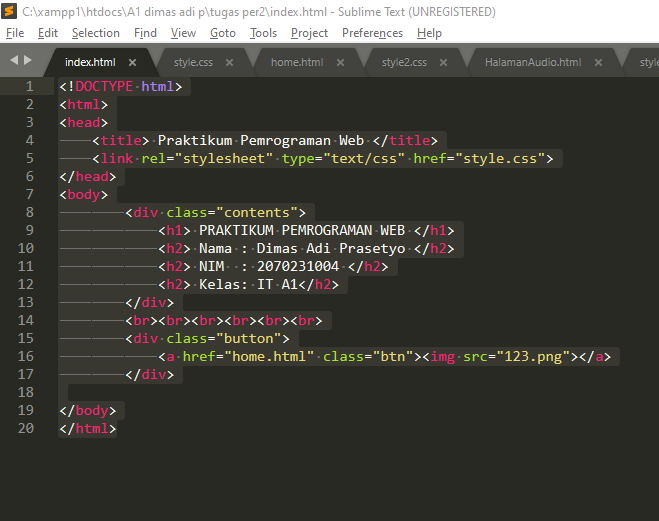 C:\xampp1\htdocs\A1 dimas adi p\tugas per2\index.html - Sublime Text (UNREGISTERED)
File Edit Selection Find View Goto Tools Project Preferences Help
index.html × style.css × home.html × style2.css × HalamanAudio.html × style
1 <!DOCTYPE html>
2 <html>
3 <head>
4 <title> Praktikum Pemrograman Web </title>
5 <link rel="stylesheet" type="text/css" href="style.css">
6 </head>
7 <body>
8 <div class="contents">
9 <h1> PRAKTIKUM PEMROGRAMAN WEB </h1>
10 <h2> Nama : Dimas Adi Prasetyo </h2>
11 <h2> NIM  : 2070231004 </h2>
12 <h2> Kelas: IT A1</h2>
13 </div>
14 <br><br><br><br><br><br>
15 <div class="button">
16 <a href="home.html" class="btn"><img src="123.png"></a>
17 </div>
18
19 </body>
20 </html>